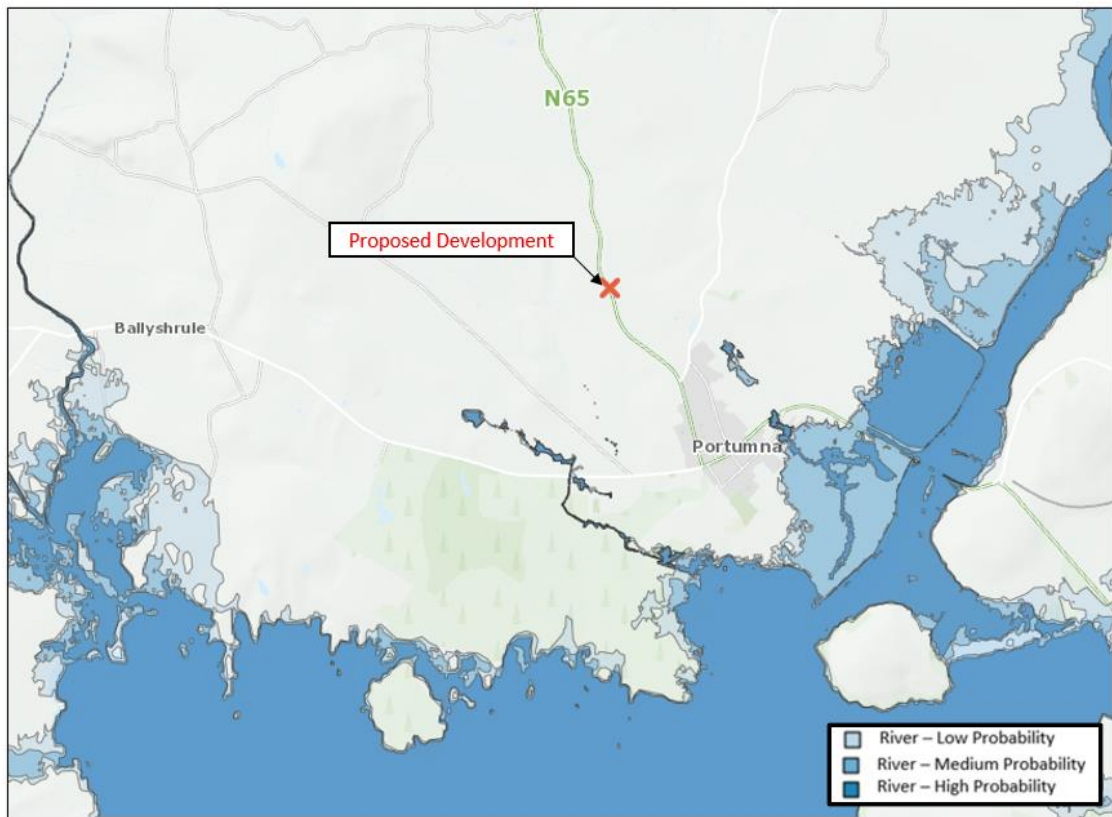 N65
Proposed Development
Ballyshrule
Portumna
River – Low Probability
River – Medium Probability
River – High Probability